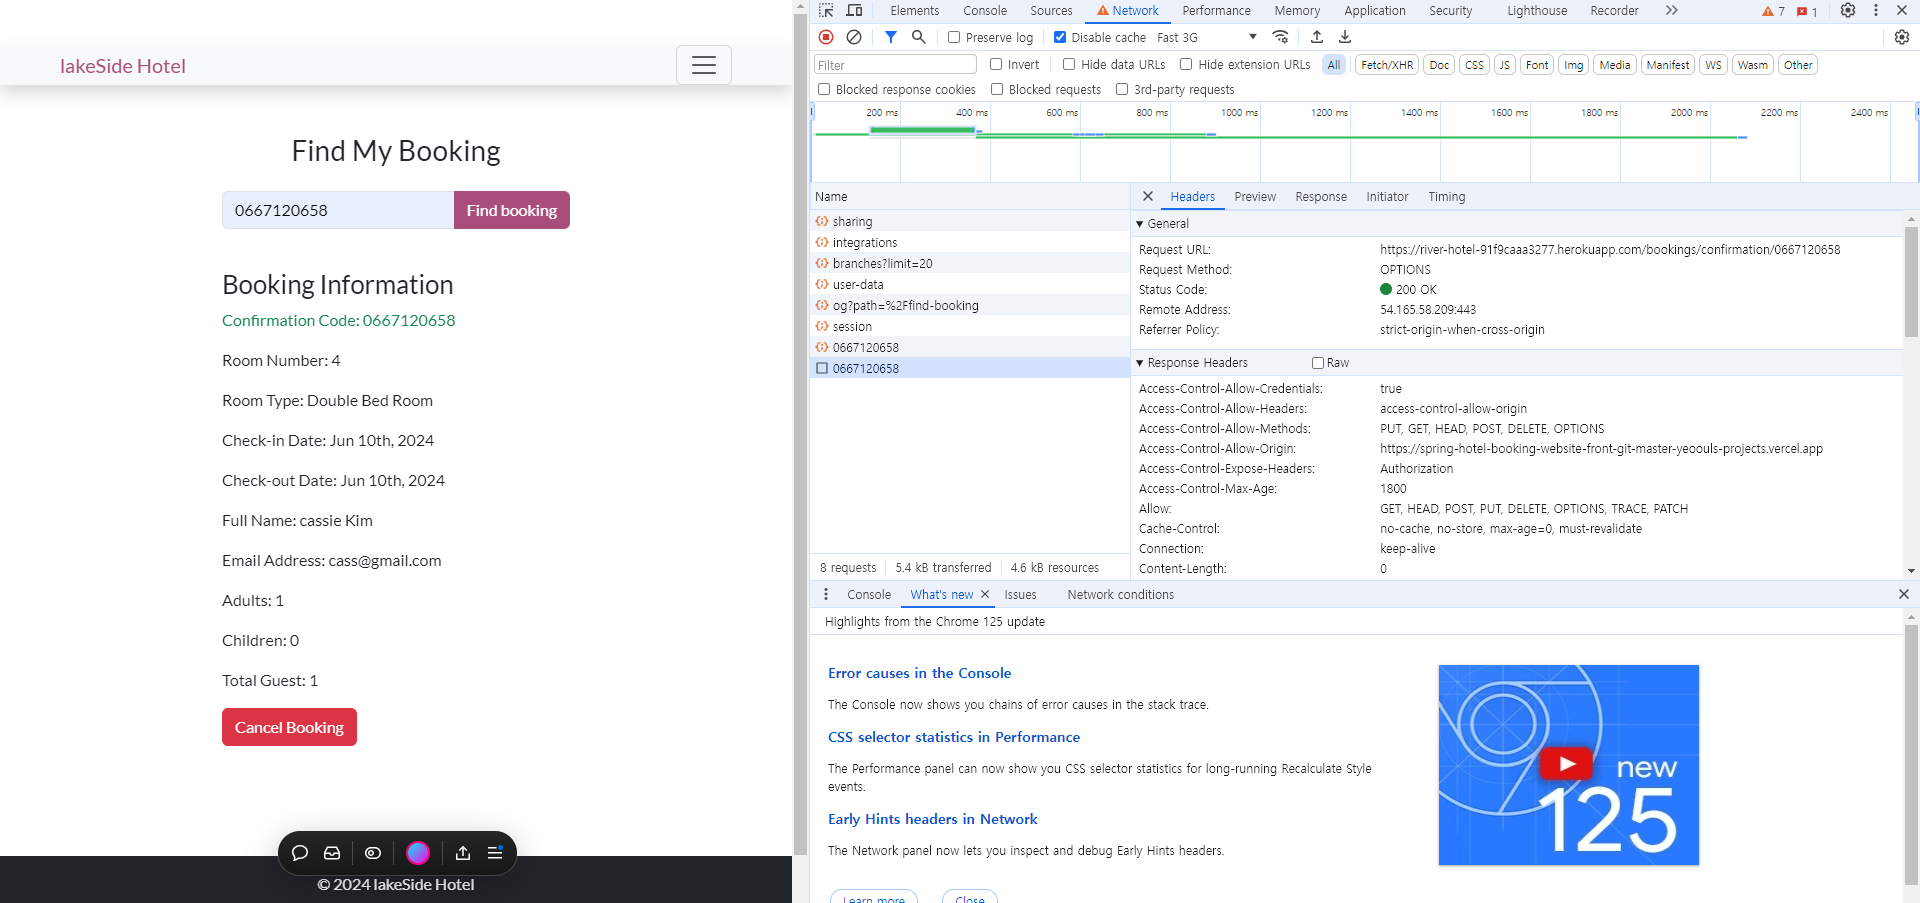 lakeSide Hotel
Find My Booking
0667120658 Find booking
Booking Information
Confirmation Code: 0667120658
Room Number: 4
Room Type: Double Bed Room
Check-in Date: Jun 10th, 2024
Check-out Date: Jun 10th, 2024
Full Name: cassie Kim
Email Address: cass@gmail.com
Adults: 1
Children: 0
Total Guest: 1
Cancel Booking
© 2024 lakeSide Hotel
Elements Console Sources Network Performance Memory Application Security Lighthouse Recorder 7 1
Preserve log Disable cache Fast 3G
Filter Invert Hide data URLs Hide extension URLs All Fetch/XHR Doc CSS JS Font Img Media Manifest WS Wasm Other
Blocked response cookies Blocked requests 3rd-party requests
200 ms 400 ms 600 ms 800 ms 1000 ms 1200 ms 1400 ms 1600 ms 1800 ms 2000 ms 2200 ms 2400 ms
Name
sharing
integrations
branches?limit=20
user-data
og?path=%2Ffind-booking
session
0667120658
0667120658
8 requests 5.4 kB transferred 4.6 kB resources
Headers Preview Response Initiator Timing
General
Request URL: https://river-hotel-91f9caaa3277.herokuapp.com/bookings/confirmation/0667120658
Request Method: OPTIONS
Status Code: 200 OK
Remote Address: 54.165.58.209:443
Referrer Policy: strict-origin-when-cross-origin
Response Headers Raw
Access-Control-Allow-Credentials: true
Access-Control-Allow-Headers: access-control-allow-origin
Access-Control-Allow-Methods: PUT, GET, HEAD, POST, DELETE, OPTIONS
Access-Control-Allow-Origin: https://spring-hotel-booking-website-front-git-master-yeoouls-projects.vercel.app
Access-Control-Expose-Headers: Authorization
Access-Control-Max-Age: 1800
Allow: GET, HEAD, POST, PUT, DELETE, OPTIONS, TRACE, PATCH
Cache-Control: no-cache, no-store, max-age=0, must-revalidate
Connection: keep-alive
Content-Length: 0
Console What's new Issues Network conditions
Highlights from the Chrome 125 update
Error causes in the Console
The Console now shows you chains of error causes in the stack trace.
CSS selector statistics in Performance
The Performance panel can now show you CSS selector statistics for long-running Recalculate Style
events.
Early Hints headers in Network
The Network panel now lets you inspect and debug Early Hints headers.
Learn more Close
new
125